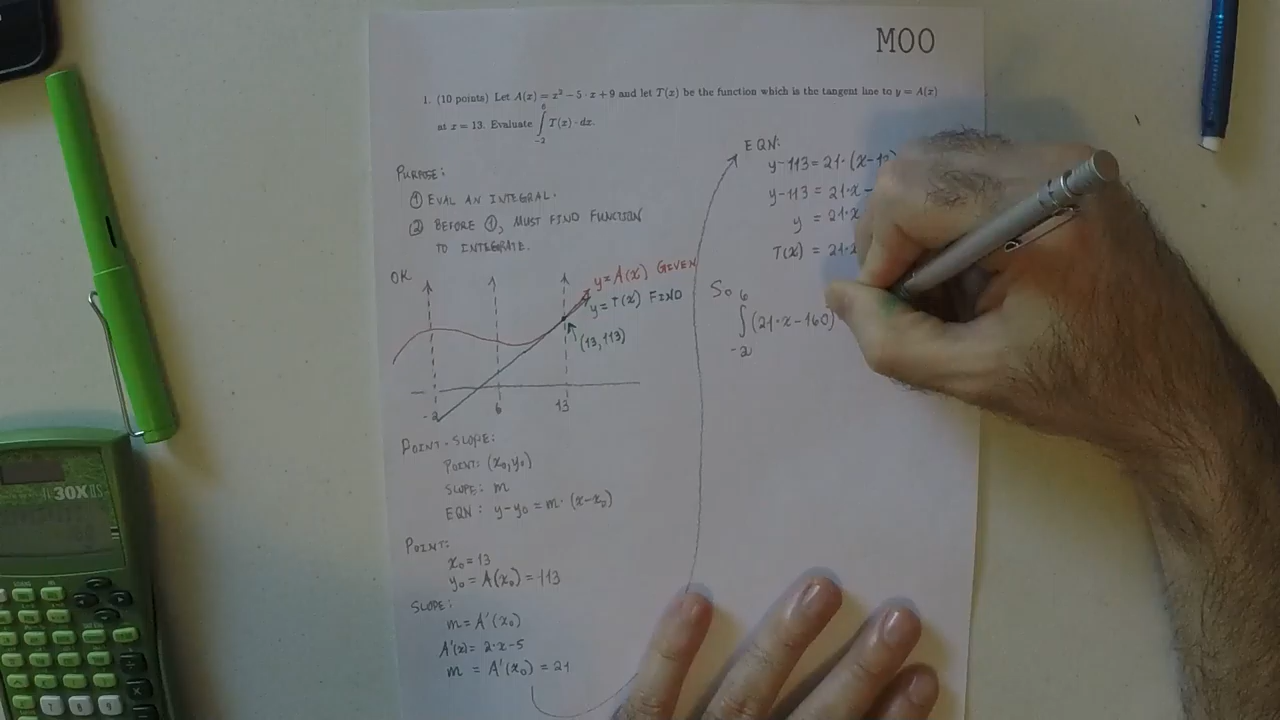 MOO
1. (10 points) Let A(x) = x² − 5 · x + 9 and let T(x) be the function which is the tangent line to y = A(x)
at x = 13. Evaluate ∫₋₂⁶ T(x) · dx.
PURPOSE:
① EVAL AN INTEGRAL.
② BEFORE ①, MUST FIND FUNCTION
TO INTEGRATE.
OK
y=A(x) GIVEN
y=T(x) FIND
(13,113)
-2 6 13
POINT-SLOPE:
POINT: (x₀,y₀)
SLOPE: m
EQN: y-y₀=m·(x-x₀)
POINT:
x₀=13
y₀=A(x₀)=113
SLOPE:
m=A'(x₀)
A'(x)=2·x-5
m=A'(x₀)=21
EQN:
y-113=21·(x-13)
y-113=21·x-
y=21·x
T(x)=21·x
So
∫₋₂⁶ (21·x-160)
30X IIS